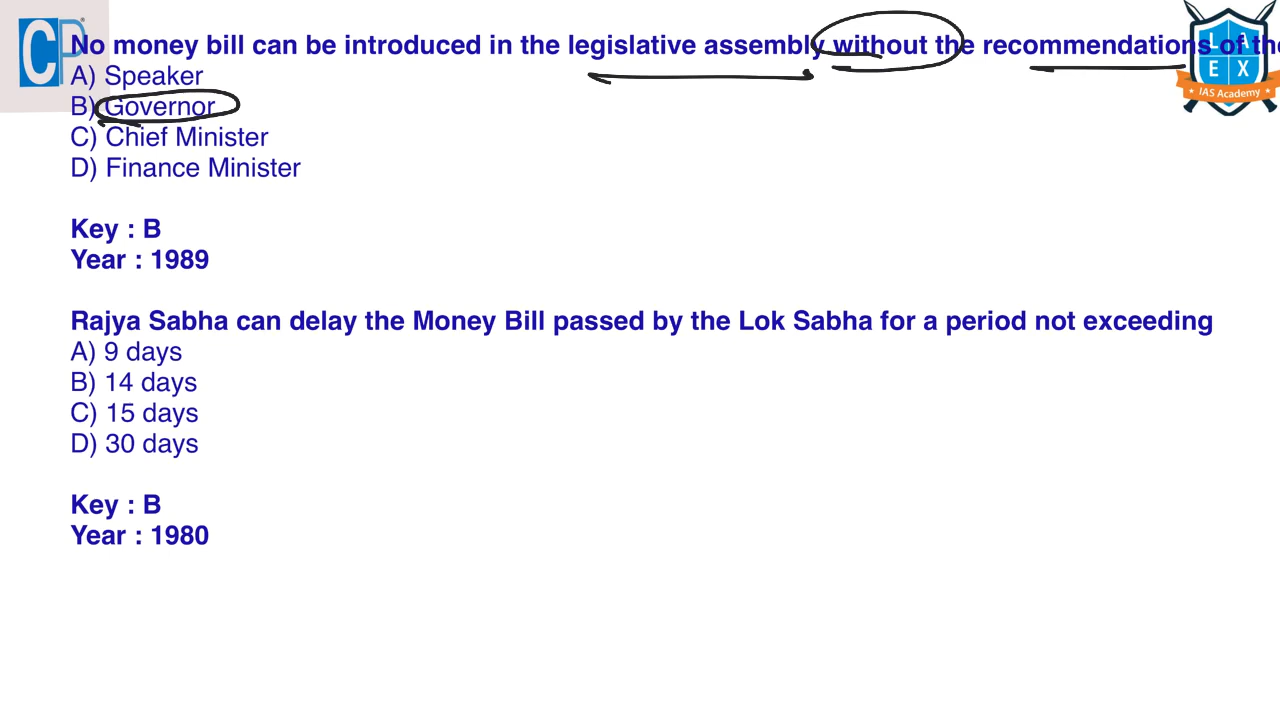 CP
No money bill can be introduced in the legislative assembly without the recommendations of the
A) Speaker
B) Governor
C) Chief Minister
D) Finance Minister
Key : B
Year : 1989
Rajya Sabha can delay the Money Bill passed by the Lok Sabha for a period not exceeding
A) 9 days
B) 14 days
C) 15 days
D) 30 days
Key : B
Year : 1980
L A
E X
IAS Academy